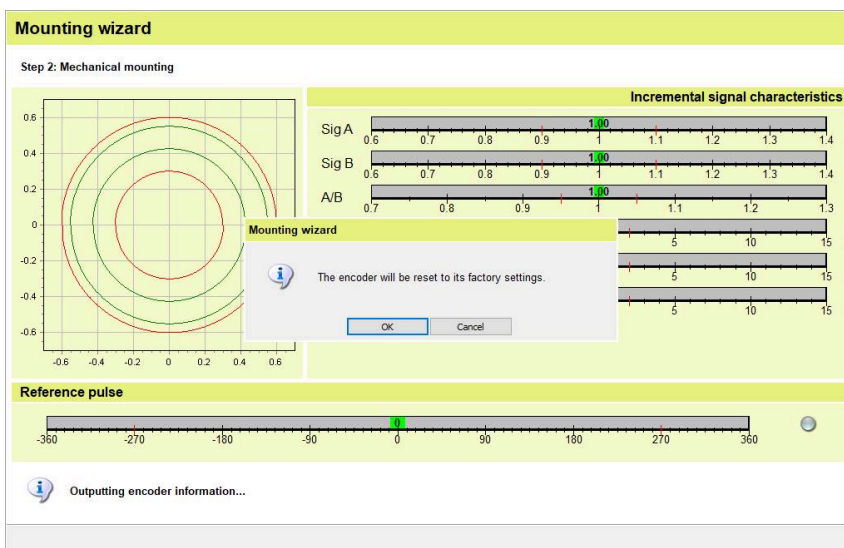 Mounting wizard
Step 2: Mechanical mounting
Incremental signal characteristics
0.6
0.4
0.2
0
-0.2
-0.4
-0.6
-0.6 -0.4 -0.2 0 0.2 0.4 0.6
Sig A
1.00
0.6 0.7 0.8 0.9 1 1.1 1.2 1.3 1.4
Sig B
1.00
0.6 0.7 0.8 0.9 1 1.1 1.2 1.3 1.4
A/B
1.00
0.7 0.8 0.9 1 1.1 1.2 1.3
5 10 15
5 10 15
5 10 15
Mounting wizard
The encoder will be reset to its factory settings.
OK Cancel
Reference pulse
0
-360 -270 -180 -90 0 90 180 270 360
Outputting encoder information...